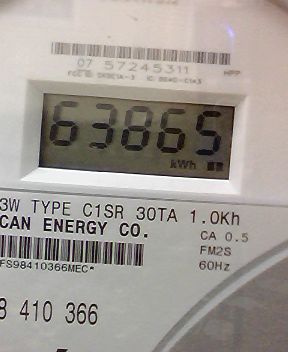 07 57245311 MPP
63865
kWh
3W TYPE C1SR 30TA 1.0Kh
CAN ENERGY CO.
CA 0.5
FM2S
60Hz
FS98410366MEC*
8 410 366